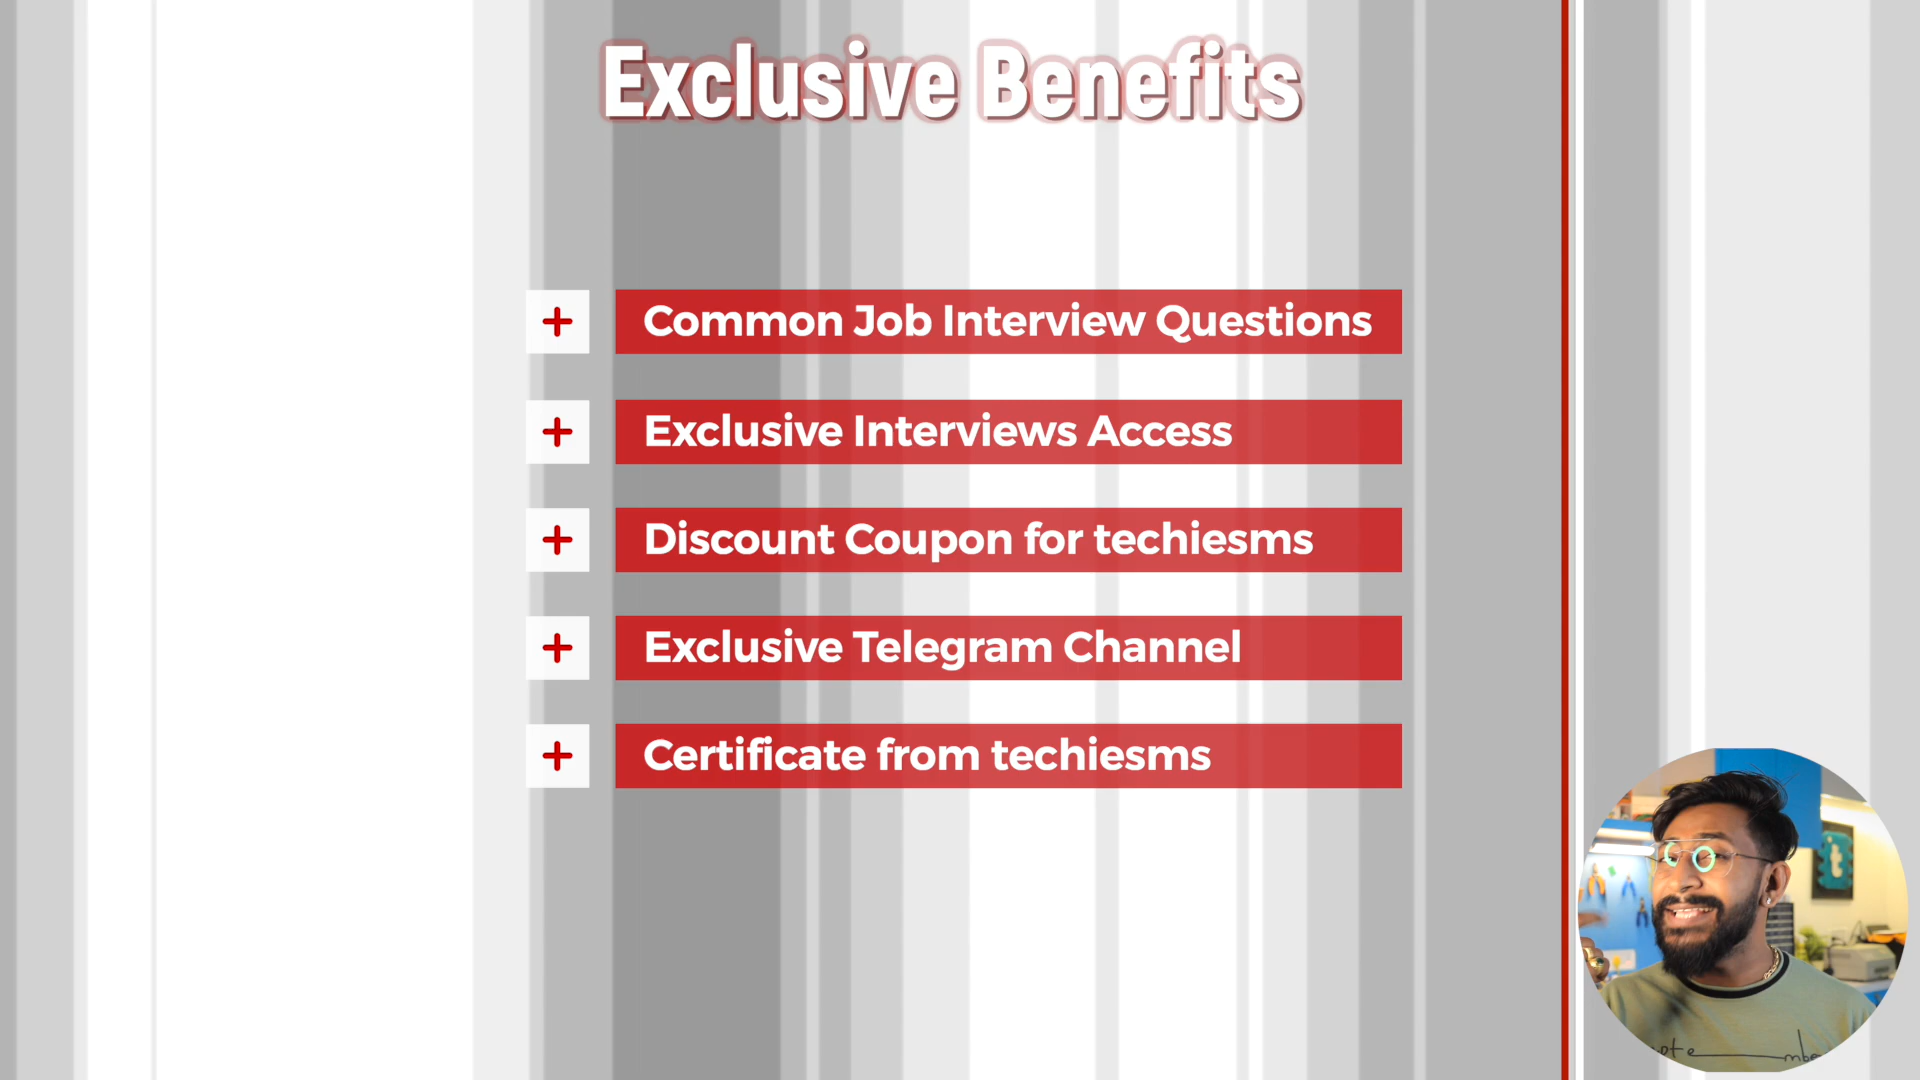 Exclusive Benefits
+ Common Job Interview Questions
+ Exclusive Interviews Access
+ Discount Coupon for techiesms
+ Exclusive Telegram Channel
+ Certificate from techiesms
t